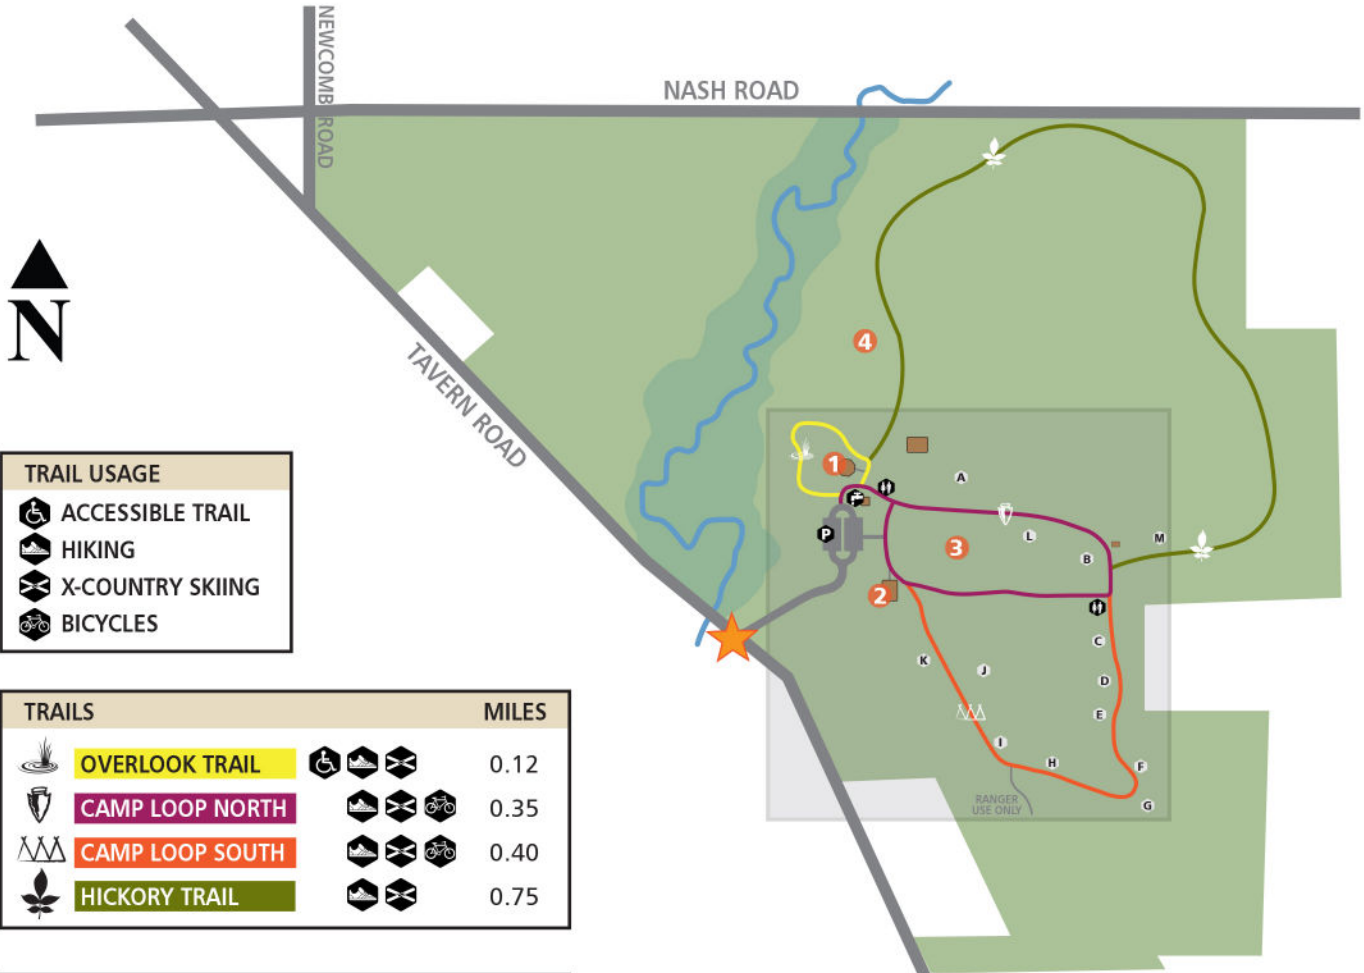 NEWCOMB ROAD
NASH ROAD
N
TAVERN ROAD
4
1
A
P
3
L
M
B
2
C
K
J
D
E
I
H
F
G
RANGER
USE ONLY
TRAIL USAGE
ACCESSIBLE TRAIL
HIKING
X-COUNTRY SKIING
BICYCLES
TRAILS MILES
OVERLOOK TRAIL 0.12
CAMP LOOP NORTH 0.35
CAMP LOOP SOUTH 0.40
HICKORY TRAIL 0.75